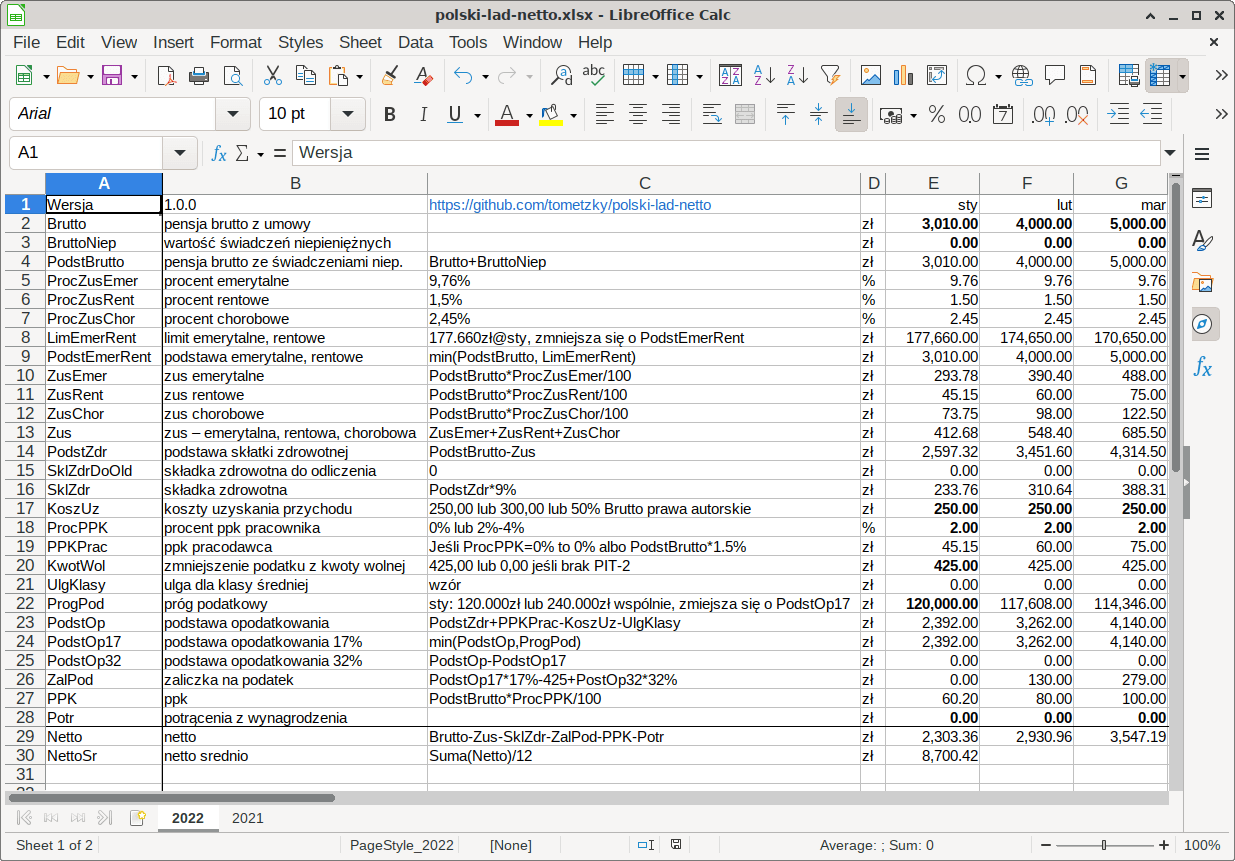 polski-lad-netto.xlsx - LibreOffice Calc
File Edit View Insert Format Styles Sheet Data Tools Window Help
Arial 10 pt
A1 Wersja
A B C D E F G
1 Wersja 1.0.0 https://github.com/tometzky/polski-lad-netto sty lut mar
2 Brutto pensja brutto z umowy zł 3,010.00 4,000.00 5,000.00
3 BruttoNiep wartość świadczeń niepieniężnych zł 0.00 0.00 0.00
4 PodstBrutto pensja brutto ze świadczeniami niep. Brutto+BruttoNiep zł 3,010.00 4,000.00 5,000.00
5 ProcZusEmer procent emerytalne 9,76% % 9.76 9.76 9.76
6 ProcZusRent procent rentowe 1,5% % 1.50 1.50 1.50
7 ProcZusChor procent chorobowe 2,45% % 2.45 2.45 2.45
8 LimEmerRent limit emerytalne, rentowe 177.660zł@sty, zmniejsza się o PodstEmerRent zł 177,660.00 174,650.00 170,650.00
9 PodstEmerRent podstawa emerytalne, rentowe min(PodstBrutto, LimEmerRent) zł 3,010.00 4,000.00 5,000.00
10 ZusEmer zus emerytalne PodstBrutto*ProcZusEmer/100 zł 293.78 390.40 488.00
11 ZusRent zus rentowe PodstBrutto*ProcZusRent/100 zł 45.15 60.00 75.00
12 ZusChor zus chorobowe PodstBrutto*ProcZusChor/100 zł 73.75 98.00 122.50
13 Zus zus – emerytalna, rentowa, chorobowa ZusEmer+ZusRent+ZusChor zł 412.68 548.40 685.50
14 PodstZdr podstawa skłatki zdrowotnej PodstBrutto-Zus zł 2,597.32 3,451.60 4,314.50
15 SklZdrDoOld składka zdrowotna do odliczenia 0 zł 0.00 0.00 0.00
16 SklZdr składka zdrowotna PodstZdr*9% zł 233.76 310.64 388.31
17 KoszUz koszty uzyskania przychodu 250,00 lub 300,00 lub 50% Brutto prawa autorskie zł 250.00 250.00 250.00
18 ProcPPK procent ppk pracownika 0% lub 2%-4% % 2.00 2.00 2.00
19 PPKPrac ppk pracodawca Jeśli ProcPPK=0% to 0% albo PodstBrutto*1.5% zł 45.15 60.00 75.00
20 KwotWol zmniejszenie podatku z kwoty wolnej 425,00 lub 0,00 jeśli brak PIT-2 zł 425.00 425.00 425.00
21 UlgKlasy ulga dla klasy średniej wzór zł 0.00 0.00 0.00
22 ProgPod próg podatkowy sty: 120.000zł lub 240.000zł wspólnie, zmiejsza się o PodstOp17 zł 120,000.00 117,608.00 114,346.00
23 PodstOp podstawa opodatkowania PodstZdr+PPKPrac-KoszUz-UlgKlasy zł 2,392.00 3,262.00 4,140.00
24 PodstOp17 podstawa opodatkowania 17% min(PodstOp,ProgPod) zł 2,392.00 3,262.00 4,140.00
25 PodstOp32 podstawa opodatkowania 32% PodstOp-PodstOp17 zł 0.00 0.00 0.00
26 ZalPod zaliczka na podatek PodstOp17*17%-425+PostOp32*32% zł 0.00 130.00 279.00
27 PPK ppk PodstBrutto*ProcPPK/100 zł 60.20 80.00 100.00
28 Potr potrącenia z wynagrodzenia zł 0.00 0.00 0.00
29 Netto netto Brutto-Zus-SklZdr-ZalPod-PPK-Potr zł 2,303.36 2,930.96 3,547.19
30 NettoSr netto srednio Suma(Netto)/12 zł 8,700.42
31
2022 2021
Sheet 1 of 2 PageStyle_2022 [None] Average: ; Sum: 0 100%